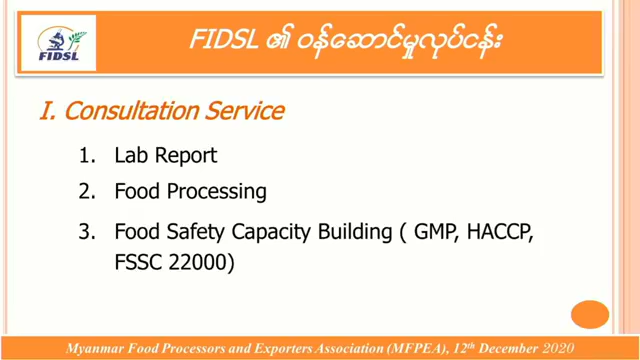 FIDSL
FIDSL ၏ ဝန်ဆောင်မှုလုပ်ငန်း
I. Consultation Service
1. Lab Report
2. Food Processing
3. Food Safety Capacity Building ( GMP, HACCP,
FSSC 22000)
Myanmar Food Processors and Exporters Association (MFPEA), 12th December 2020